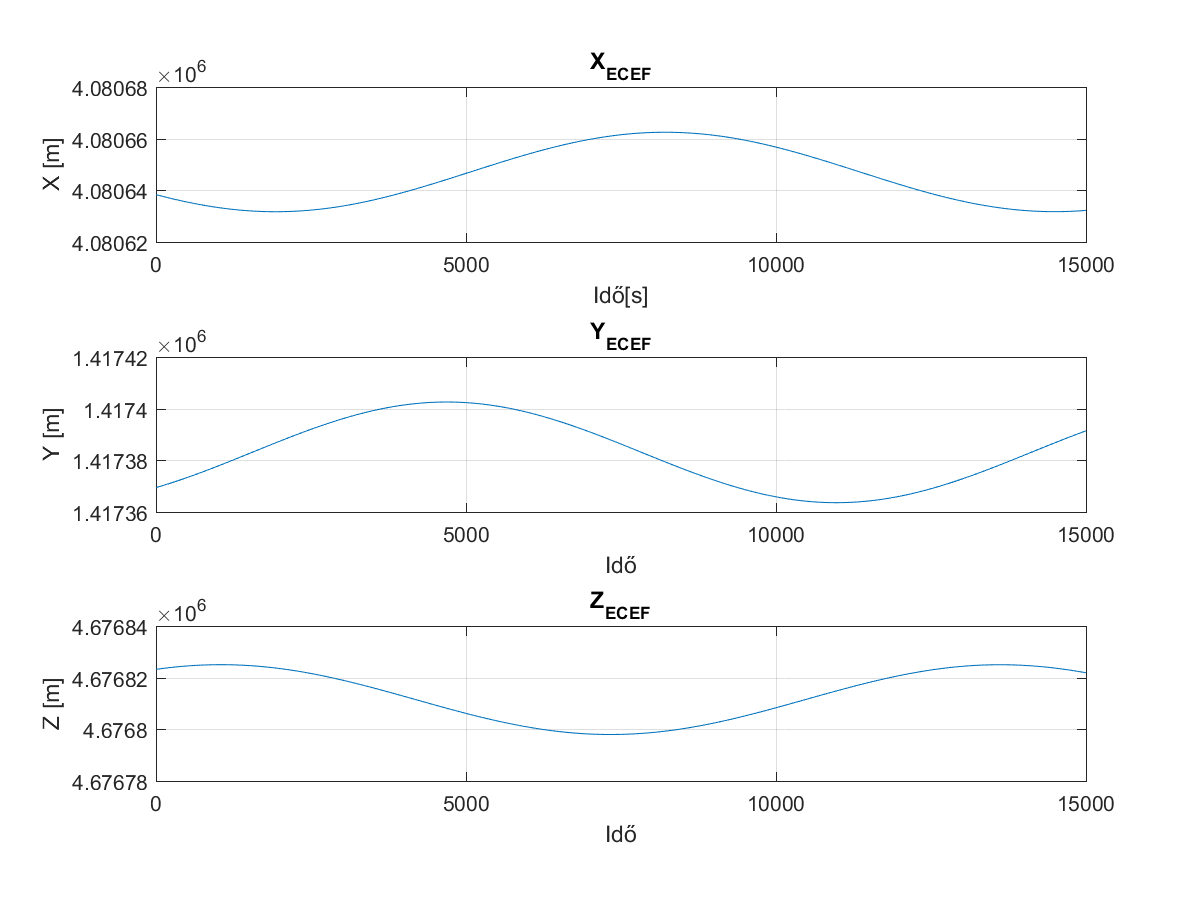 X_ECEF
×10^6
4.08068
4.08066
4.08064
4.08062
X [m]
0 5000 10000 15000
Idő[s]
Y_ECEF
×10^6
1.41742
1.4174
1.41738
1.41736
Y [m]
0 5000 10000 15000
Idő
Z_ECEF
×10^6
4.67684
4.67682
4.6768
4.67678
Z [m]
0 5000 10000 15000
Idő